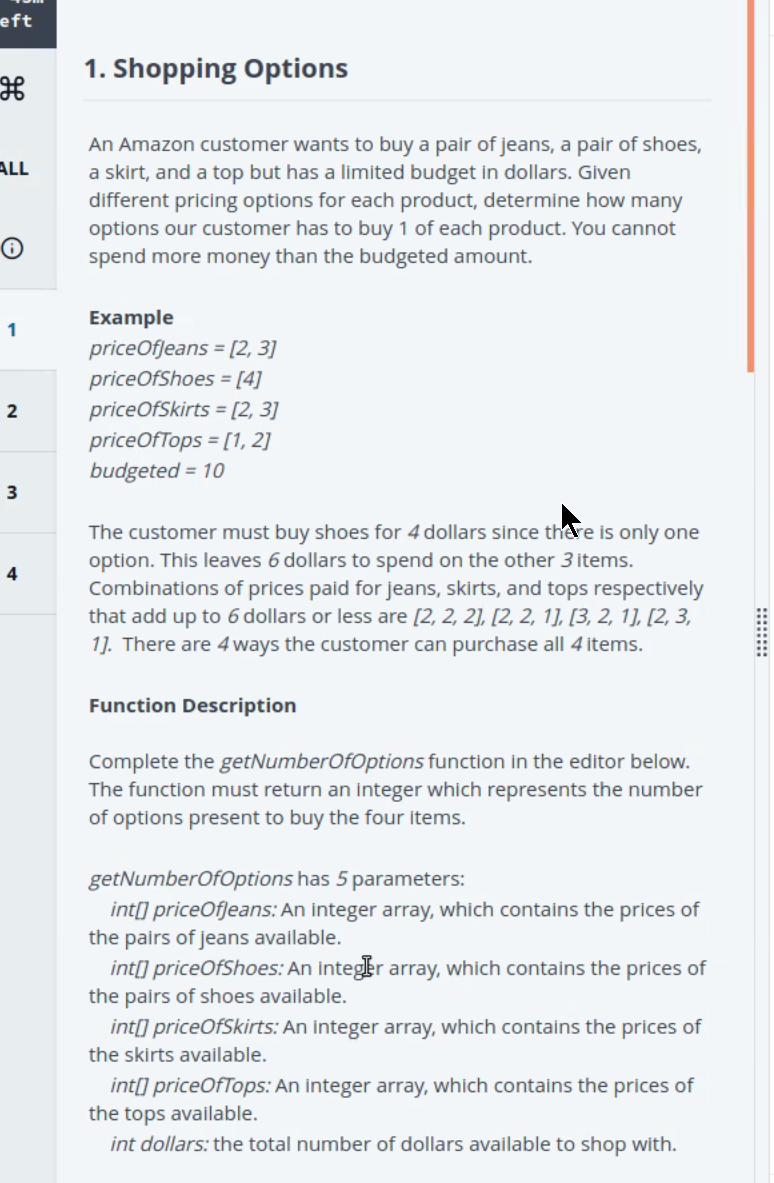 eft
ALL
1
2
3
4
1. Shopping Options
An Amazon customer wants to buy a pair of jeans, a pair of shoes,
a skirt, and a top but has a limited budget in dollars. Given
different pricing options for each product, determine how many
options our customer has to buy 1 of each product. You cannot
spend more money than the budgeted amount.
Example
priceOfJeans = [2, 3]
priceOfShoes = [4]
priceOfSkirts = [2, 3]
priceOfTops = [1, 2]
budgeted = 10
The customer must buy shoes for 4 dollars since there is only one
option. This leaves 6 dollars to spend on the other 3 items.
Combinations of prices paid for jeans, skirts, and tops respectively
that add up to 6 dollars or less are [2, 2, 2], [2, 2, 1], [3, 2, 1], [2, 3,
1]. There are 4 ways the customer can purchase all 4 items.
Function Description
Complete the getNumberOfOptions function in the editor below.
The function must return an integer which represents the number
of options present to buy the four items.
getNumberOfOptions has 5 parameters:
int[] priceOfJeans: An integer array, which contains the prices of
the pairs of jeans available.
int[] priceOfShoes: An integer array, which contains the prices of
the pairs of shoes available.
int[] priceOfSkirts: An integer array, which contains the prices of
the skirts available.
int[] priceOfTops: An integer array, which contains the prices of
the tops available.
int dollars: the total number of dollars available to shop with.